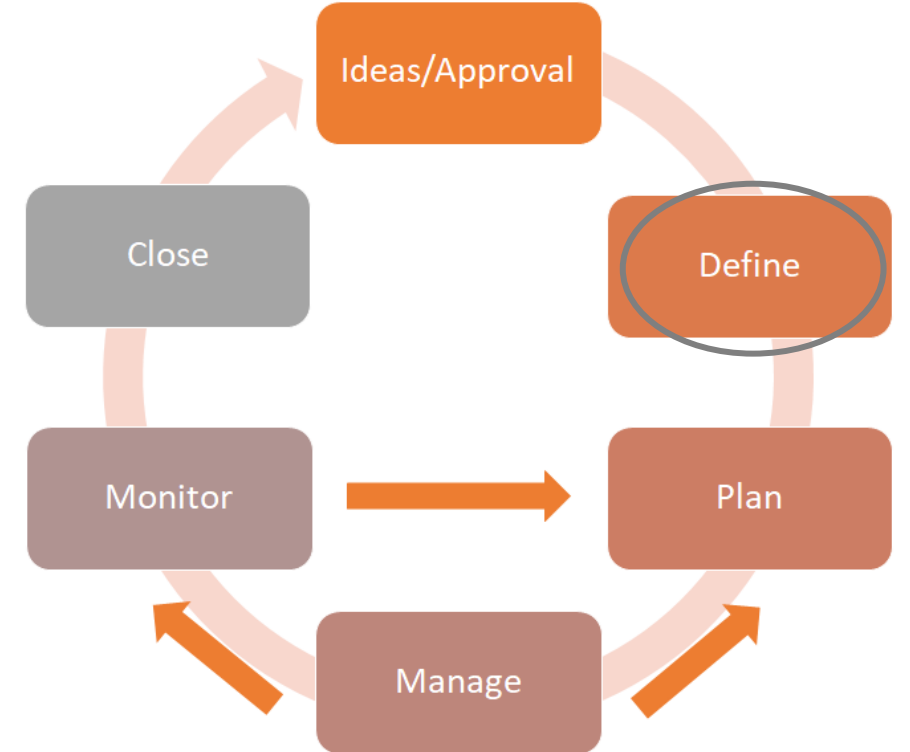 Ideas/Approval
Define
Plan
Manage
Monitor
Close